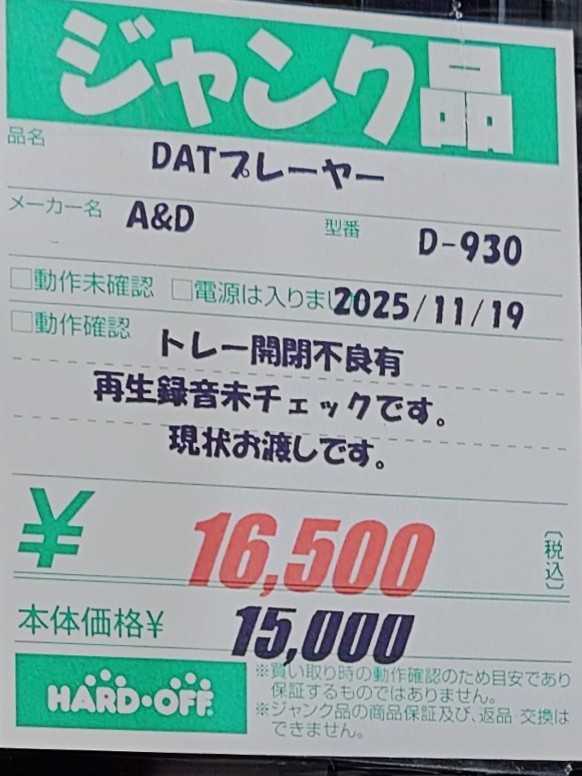 ジャンク品
品名
DATプレーヤー
メーカー名 A&D 型番 D-930
□動作未確認 □電源は入りまし 2025/11/19
□動作確認
トレー開閉不良有
再生録音未チェックです。
現状お渡しです。
¥ 16,500 〔税込〕
本体価格¥ 15,000
HARD・OFF
※買い取り時の動作確認のため目安であり
保証するものではありません。
※ジャンク品の商品保証及び、返品 交換は
できません。